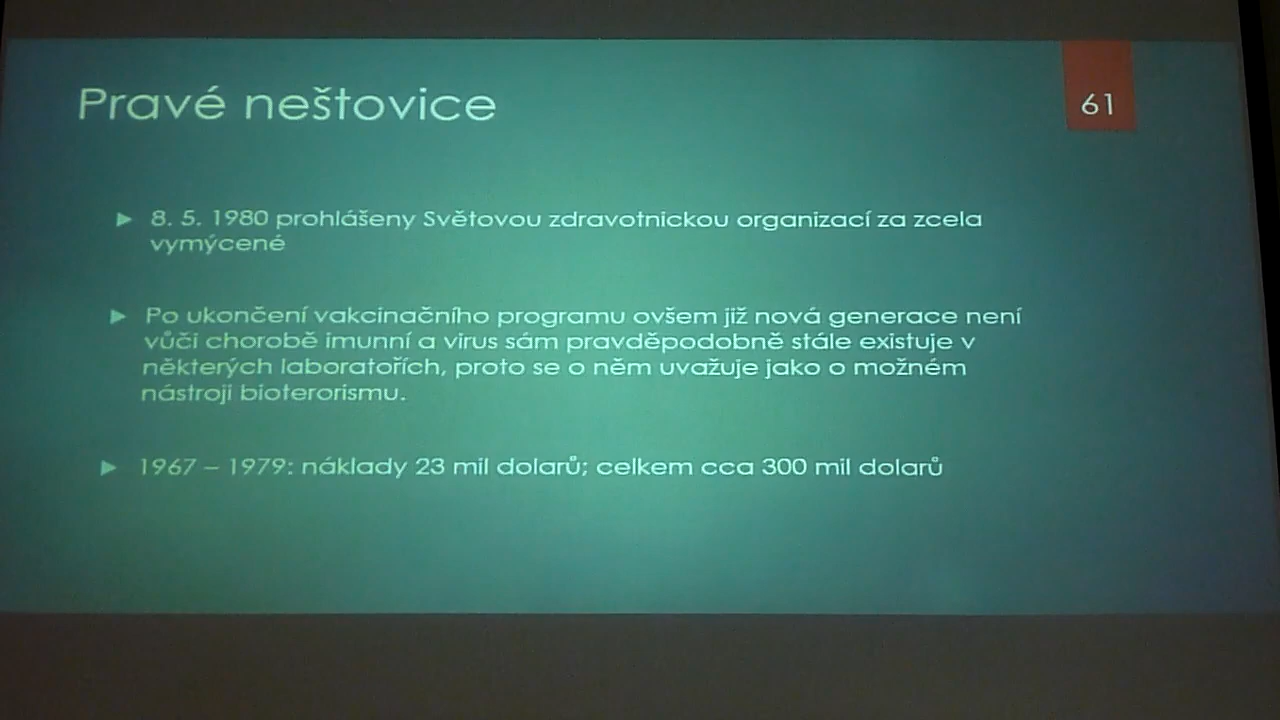 Pravé neštovice
61
► 8. 5. 1980 prohlášeny Světovou zdravotnickou organizací za zcela
vymýcené
► Po ukončení vakcinačního programu ovšem již nová generace není
vůči chorobě imunní a virus sám pravděpodobně stále existuje v
některých laboratořích, proto se o něm uvažuje jako o možném
nástroji bioterorismu.
► 1967 – 1979: náklady 23 mil dolarů; celkem cca 300 mil dolarů